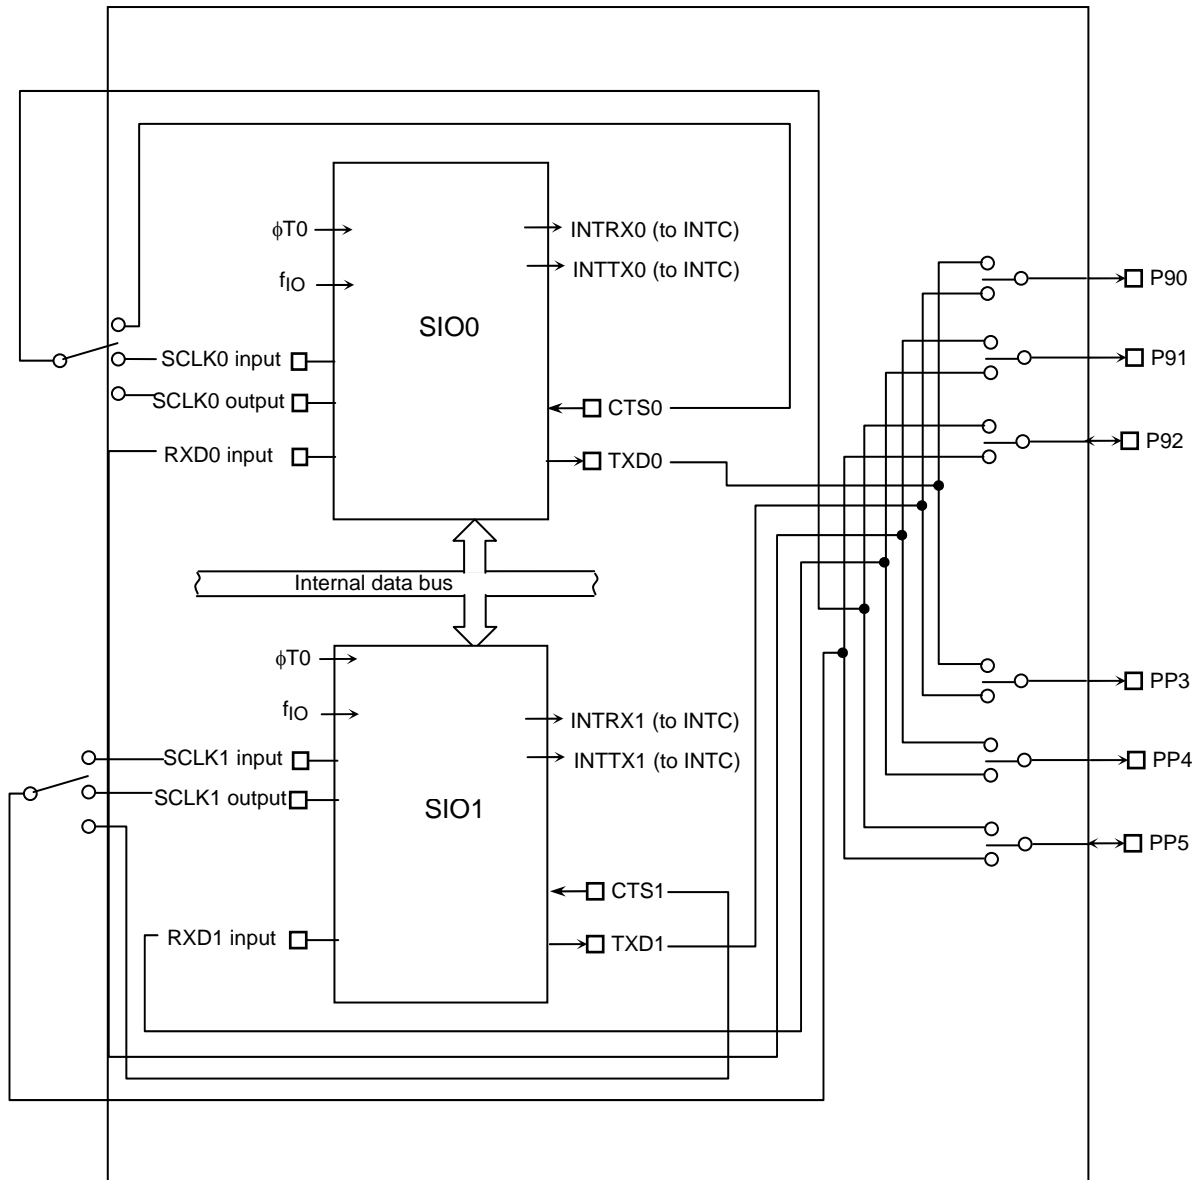 ϕT0
INTRX0 (to INTC)
fIO
INTTX0 (to INTC)
P90
SIO0
SCLK0 input
P91
SCLK0 output
CTS0
P92
RXD0 input
TXD0
Internal data bus
ϕT0
PP3
fIO
INTRX1 (to INTC)
SCLK1 input
INTTX1 (to INTC)
PP4
SCLK1 output
SIO1
PP5
CTS1
RXD1 input
TXD1